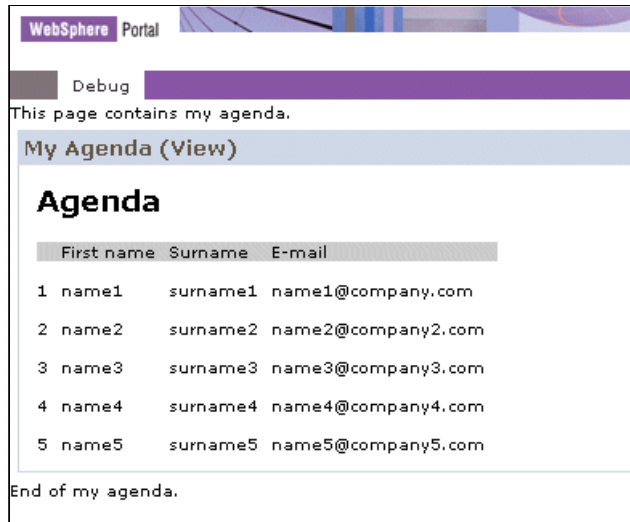 WebSphere Portal
Debug
This page contains my agenda.
My Agenda (View)
Agenda
First name Surname E-mail
1 name1 surname1 name1@company.com
2 name2 surname2 name2@company2.com
3 name3 surname3 name3@company3.com
4 name4 surname4 name4@company4.com
5 name5 surname5 name5@company5.com
End of my agenda.